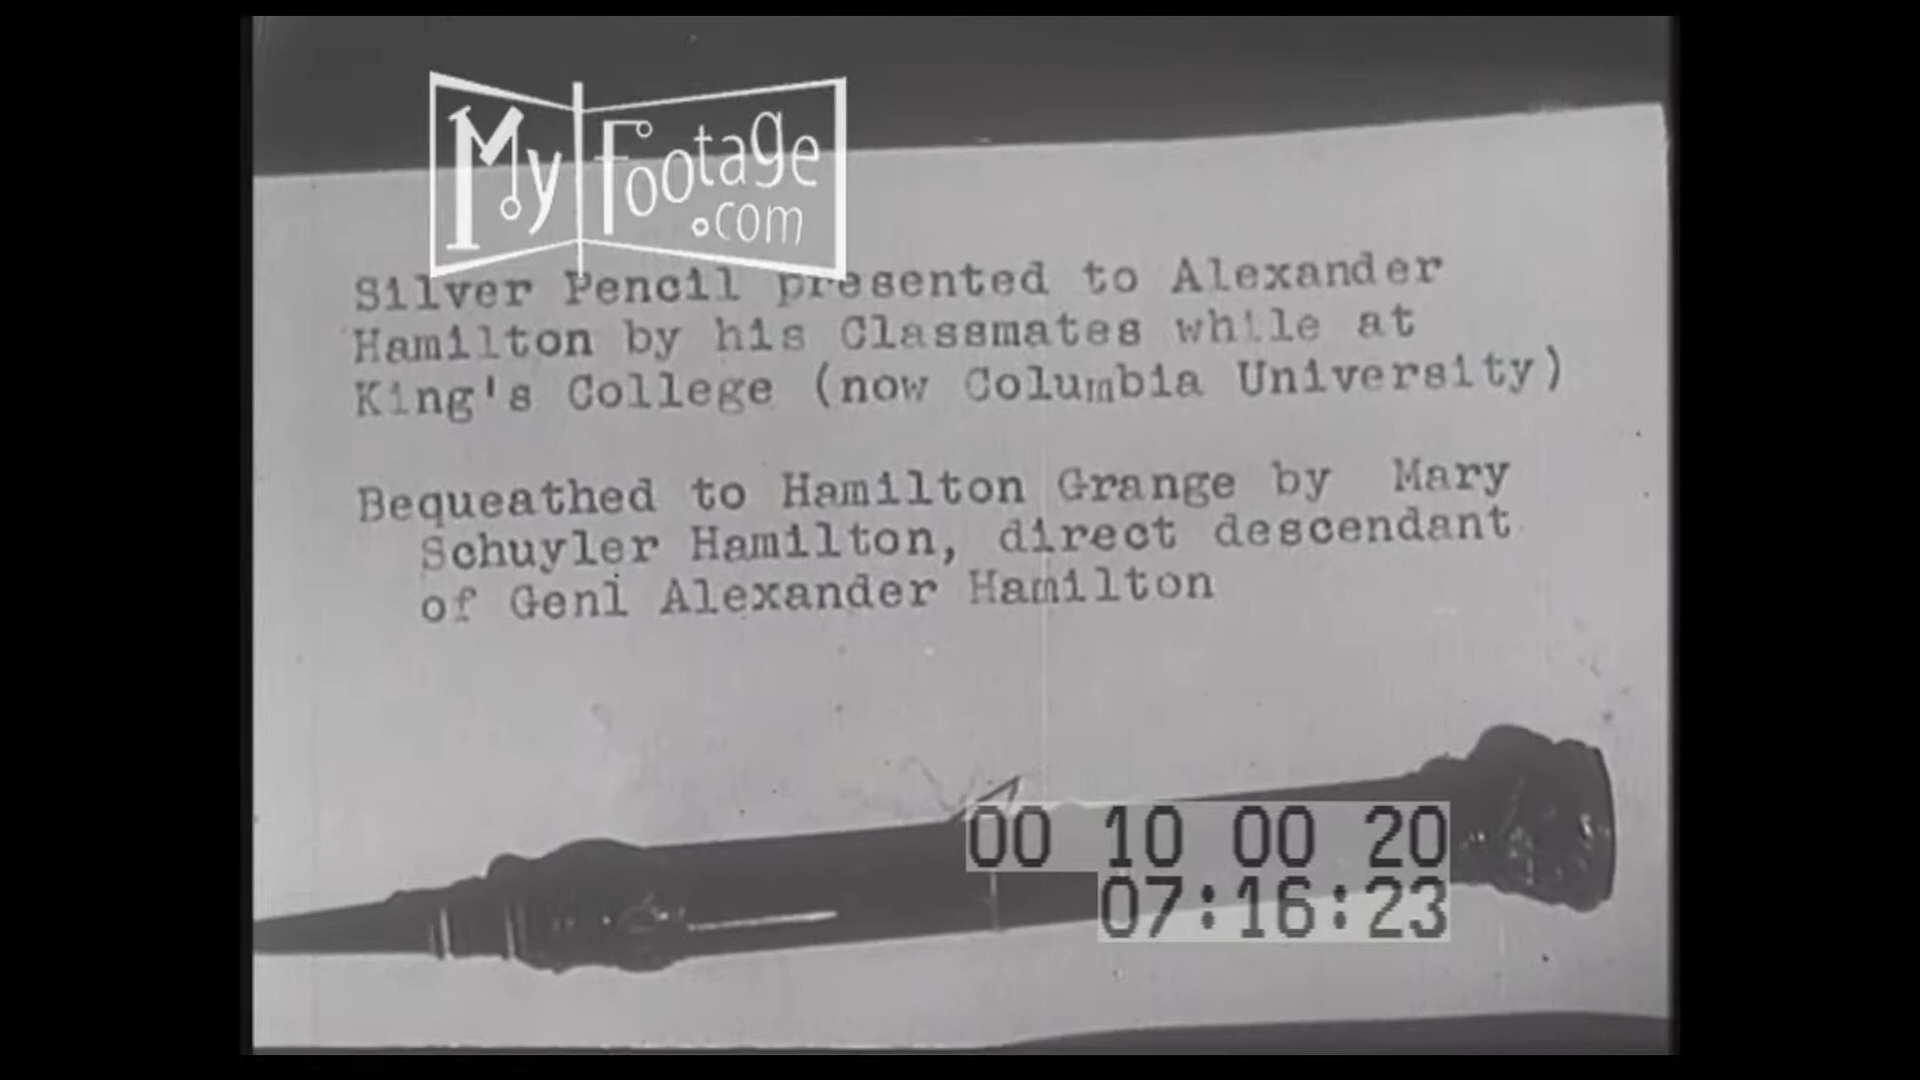 My Footage
.com
Silver Pencil presented to Alexander
Hamilton by his Classmates while at
King's College (now Columbia University)
Bequeathed to Hamilton Grange by Mary
Schuyler Hamilton, direct descendant
of Genl Alexander Hamilton
00 10 00 20
07:16:23